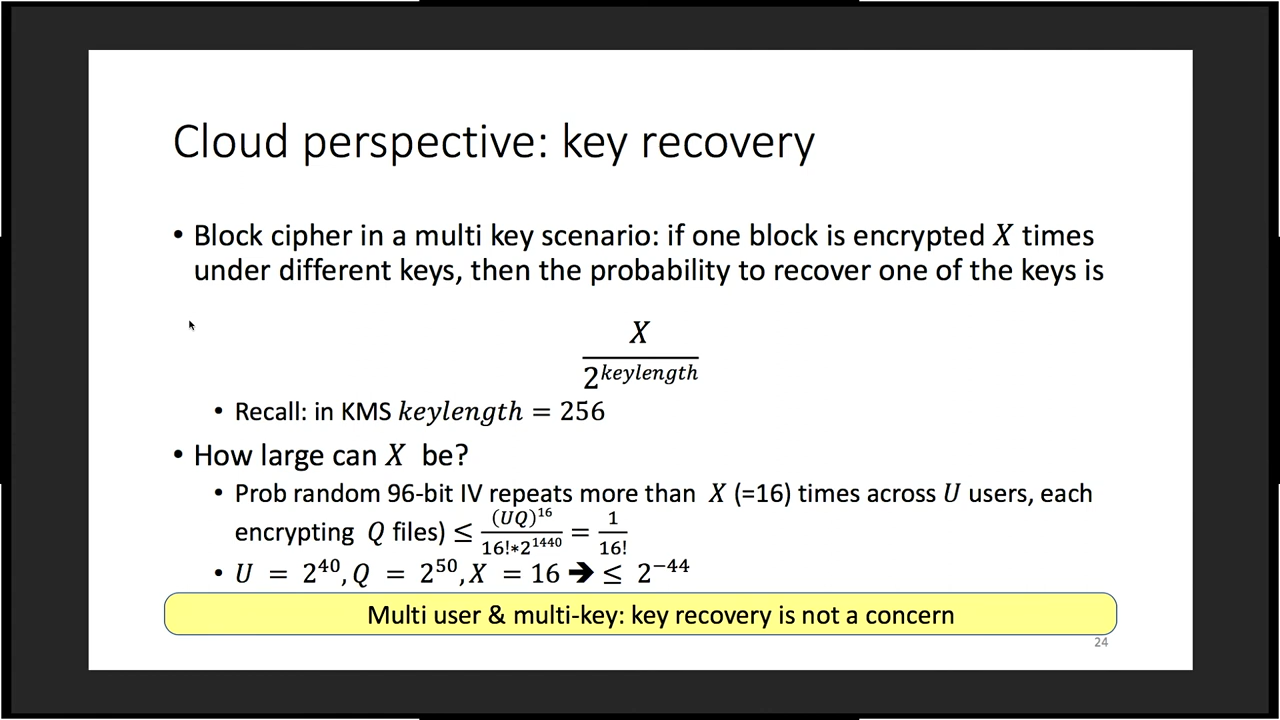 Cloud perspective: key recovery
• Block cipher in a multi key scenario: if one block is encrypted X times
under different keys, then the probability to recover one of the keys is
X
2^keylength
• Recall: in KMS keylength = 256
• How large can X be?
• Prob random 96-bit IV repeats more than X (=16) times across U users, each
encrypting Q files) ≤ (UQ)^16 / 16!*2^1440 = 1 / 16!
• U = 2^40, Q = 2^50, X = 16 ➔ ≤ 2^−44
Multi user & multi-key: key recovery is not a concern
24